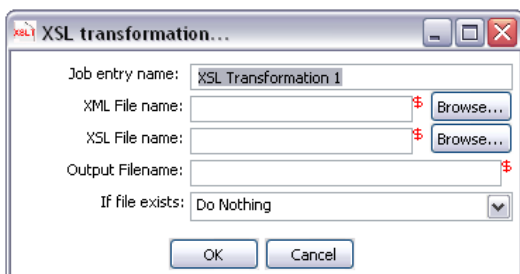 XSLT XSL transformation...
Job entry name: XSL Transformation 1
XML File name: $ Browse...
XSL File name: $ Browse...
Output Filename: $
If file exists: Do Nothing
OK Cancel